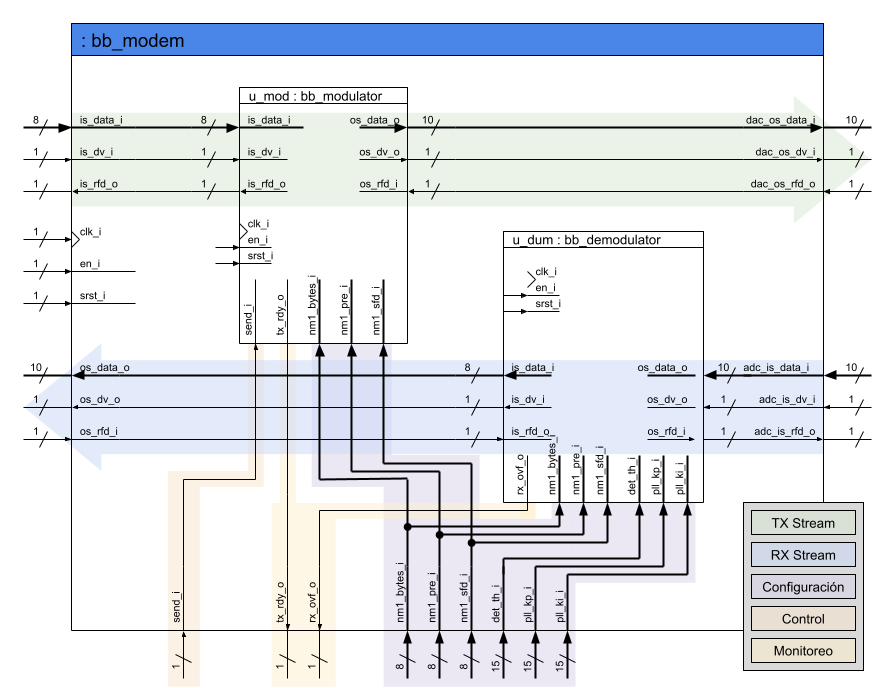 : bb_modem
u_mod : bb_modulator
8 is_data_i 8 is_data_i os_data_o 10 dac_os_data_i 10
1 is_dv_i 1 is_dv_i os_dv_o 1 dac_os_dv_i 1
1 is_rfd_o 1 is_rfd_o os_rfd_i 1 dac_os_rfd_o 1
1 clk_i clk_i
en_i
u_dum : bb_demodulator
1 en_i srst_i
clk_i
en_i
1 srst_i
srst_i
send_i tx_rdy_o nm1_bytes_i nm1_pre_i nm1_sfd_i
10 os_data_o 8 is_data_i os_data_o 10 adc_is_data_i 10
1 os_dv_o 1 is_dv_i os_dv_o 1 adc_is_dv_i 1
1 os_rfd_i 1 is_rfd_o os_rfd_i 1 adc_is_rfd_o 1
rx_ovf_o nm1_bytes_i nm1_pre_i nm1_sfd_i det_th_i pll_kp_i pll_ki_i
TX Stream
RX Stream
Configuración
Control
Monitoreo
send_i tx_rdy_o rx_ovf_o nm1_bytes_i nm1_pre_i nm1_sfd_i det_th_i pll_kp_i pll_ki_i
1 1 1 8 8 8 15 15 15